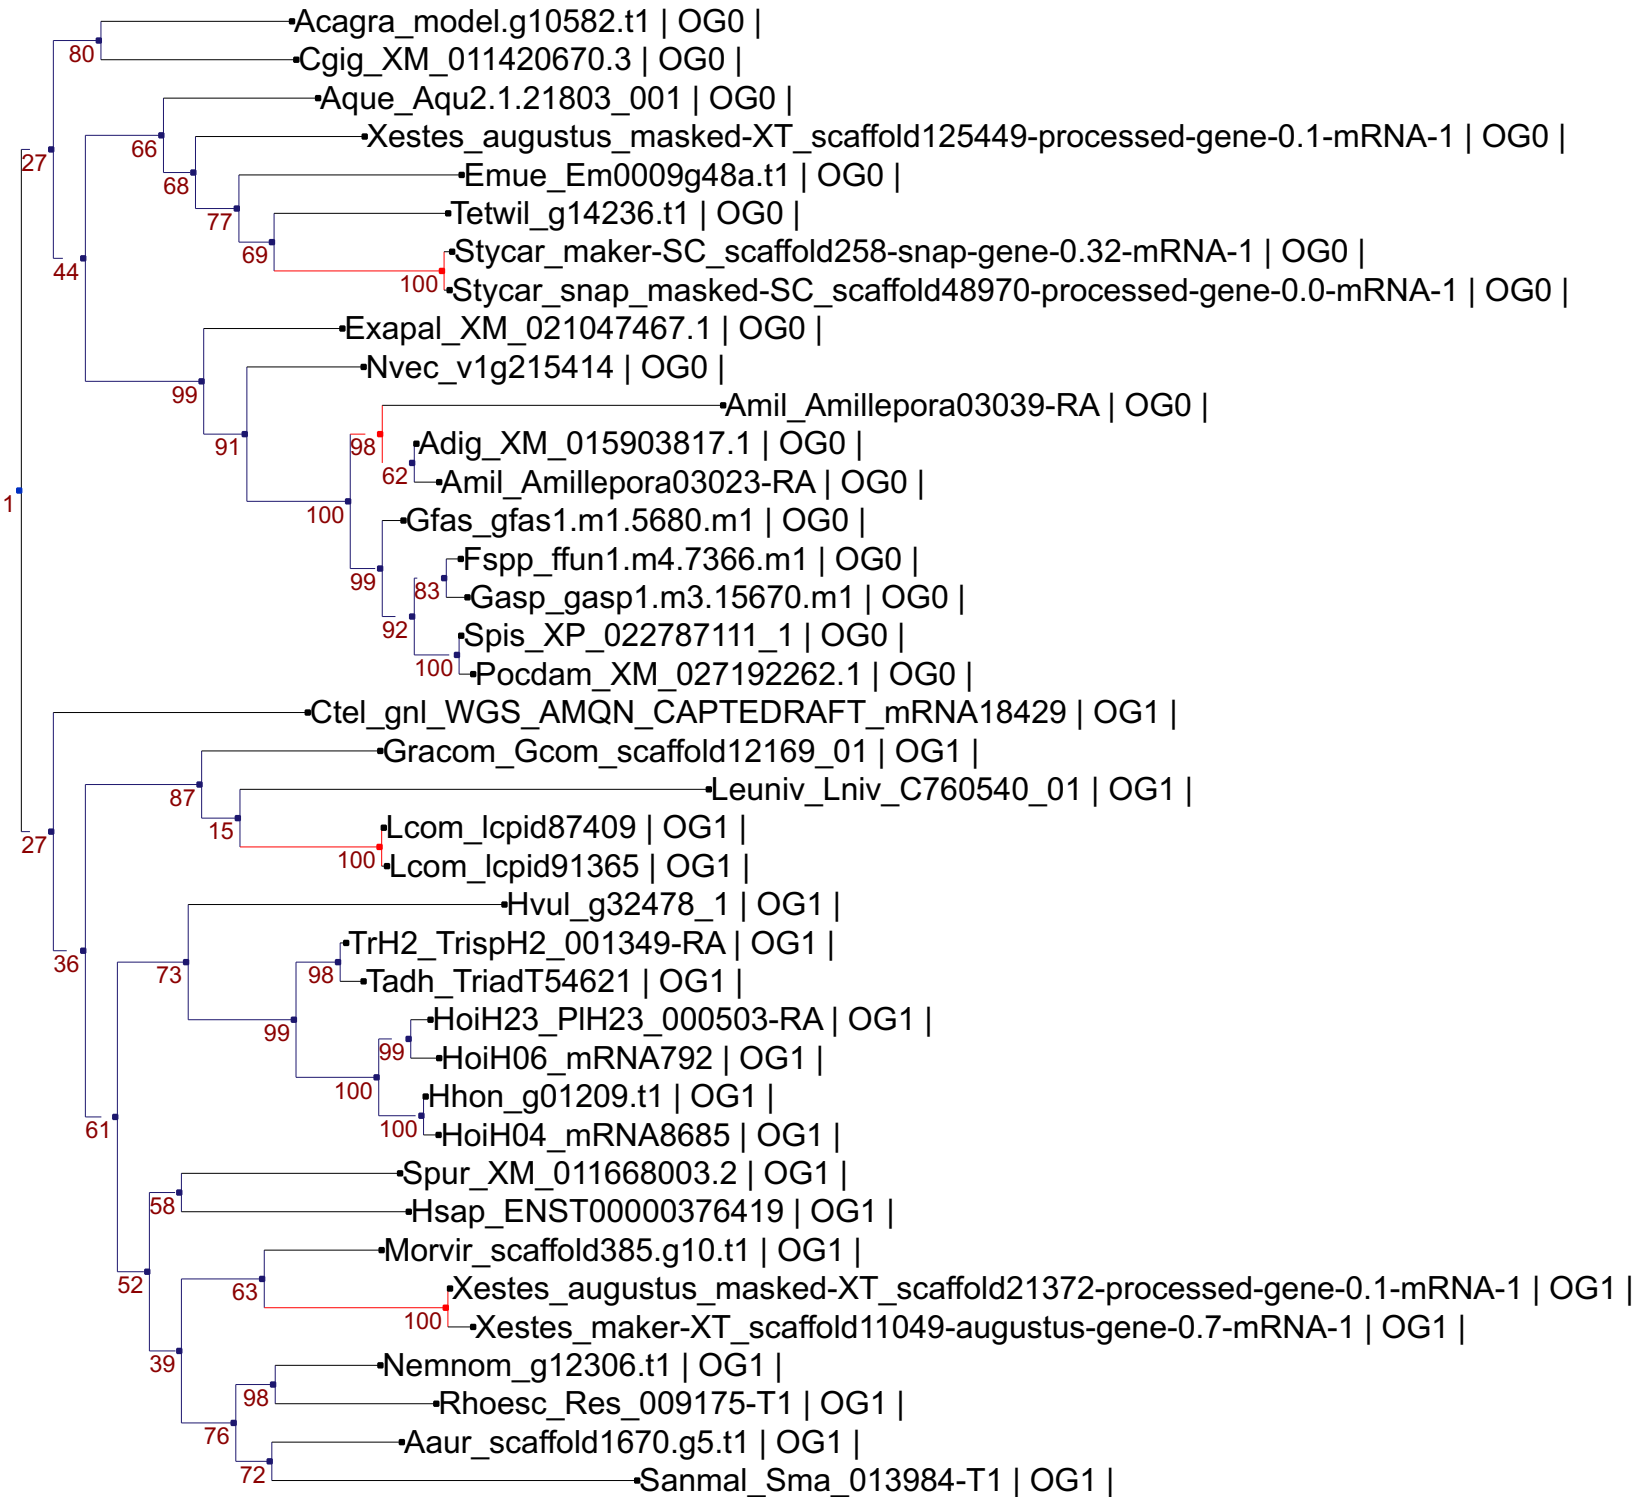 Acagra_model.g10582.t1 | OG0 |
80
Cgig_XM_011420670.3 | OG0 |
Aque_Aqu2.1.21803_001 | OG0 |
Xestes_augustus_masked-XT_scaffold125449-processed-gene-0.1-mRNA-1 | OG0 |
66
27
Emue_Em0009g48a.t1 | OG0 |
68
Tetwil_g14236.t1 | OG0 |
77
Stycar_maker-SC_scaffold258-snap-gene-0.32-mRNA-1 | OG0 |
69
44
100
Stycar_snap_masked-SC_scaffold48970-processed-gene-0.0-mRNA-1 | OG0 |
Exapal_XM_021047467.1 | OG0 |
Nvec_v1g215414 | OG0 |
99
Amil_Amillepora03039-RA | OG0 |
Adig_XM_015903817.1 | OG0 |
91
98
62
Amil_Amillepora03023-RA | OG0 |
1
100
Gfas_gfas1.m1.5680.m1 | OG0 |
Fspp_ffun1.m4.7366.m1 | OG0 |
99
83
Gasp_gasp1.m3.15670.m1 | OG0 |
92
Spis_XP_022787111_1 | OG0 |
100
Pocdam_XM_027192262.1 | OG0 |
Ctel_gnl_WGS_AMQN_CAPTEDRAFT_mRNA18429 | OG1 |
Gracom_Gcom_scaffold12169_01 | OG1 |
87
Leuniv_Lniv_C760540_01 | OG1 |
15
Lcom_lcpid87409 | OG1 |
27
100
Lcom_lcpid91365 | OG1 |
Hvul_g32478_1 | OG1 |
TrH2_TrispH2_001349-RA | OG1 |
36
73
98
Tadh_TriadT54621 | OG1 |
HoiH23_PlH23_000503-RA | OG1 |
99
99
HoiH06_mRNA792 | OG1 |
100
Hhon_g01209.t1 | OG1 |
61
100
HoiH04_mRNA8685 | OG1 |
Spur_XM_011668003.2 | OG1 |
58
Hsap_ENST00000376419 | OG1 |
Morvir_scaffold385.g10.t1 | OG1 |
52
63
Xestes_augustus_masked-XT_scaffold21372-processed-gene-0.1-mRNA-1 | OG1 |
100
Xestes_maker-XT_scaffold11049-augustus-gene-0.7-mRNA-1 | OG1 |
39
Nemnom_g12306.t1 | OG1 |
98
Rhoesc_Res_009175-T1 | OG1 |
76
Aaur_scaffold1670.g5.t1 | OG1 |
72
Sanmal_Sma_013984-T1 | OG1 |